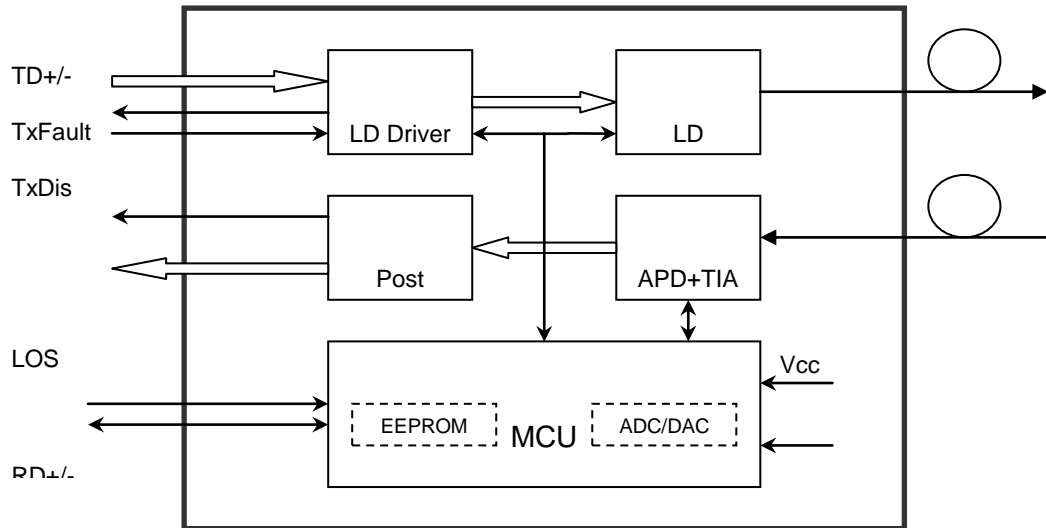 TD+/-
TxFault
LD Driver
LD
TxDis
Post
APD+TIA
LOS
Vcc
EEPROM
MCU
ADC/DAC
RD+/-